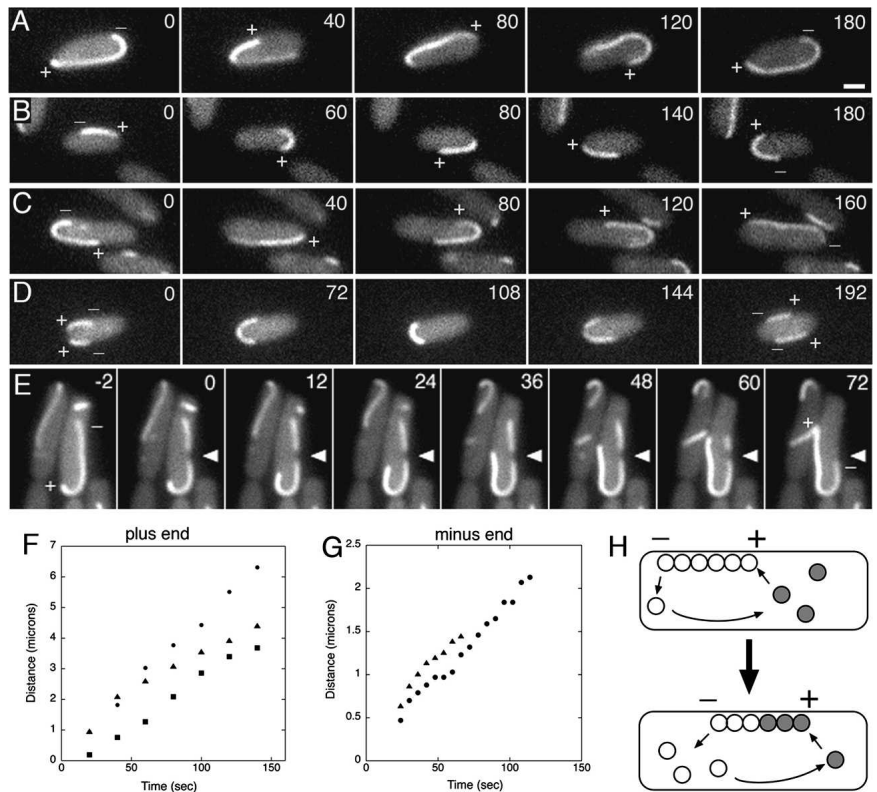 A 0 40 80 120 180
− + + + + − +
B 0 60 80 140 180
− + + + + + −
C 0 40 80 120 160
− + + + + + −
D 0 72 108 144 192
+ − + − − + − +
E -2 0 12 24 36 48 60 72
− + + −
F plus end
7
6
5
4
3
2
1
0
0 50 100 150
Distance (microns)
Time (sec)
G minus end
2.5
2
1.5
1
0.5
0
0 50 100 150
Distance (microns)
Time (sec)
H
− +
− +